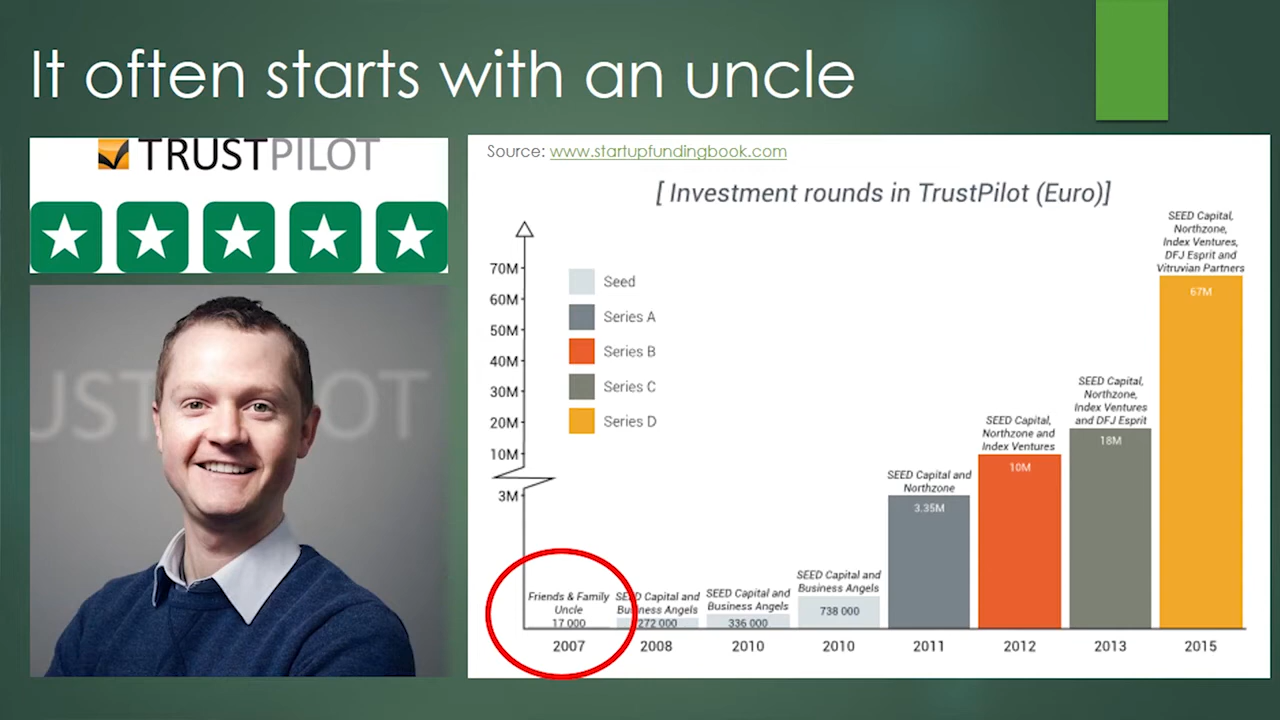 It often starts with an uncle
TRUSTPILOT
USTPILOT
Source: www.startupfundingbook.com
[ Investment rounds in TrustPilot (Euro)]
70M
60M
50M
40M
30M
20M
10M
3M
Seed
Series A
Series B
Series C
Series D
Friends & Family
Uncle
17 000
2007
SEED Capital and
Business Angels
272 000
2008
SEED Capital and
Business Angels
336 000
2010
SEED Capital and
Business Angels
738 000
2010
SEED Capital and
Northzone
3.35M
2011
SEED Capital,
Northzone and
Index Ventures
10M
2012
SEED Capital,
Northzone,
Index Ventures
and DFJ Esprit
18M
2013
SEED Capital,
Northzone,
Index Ventures,
DFJ Esprit and
Vitruvian Partners
67M
2015